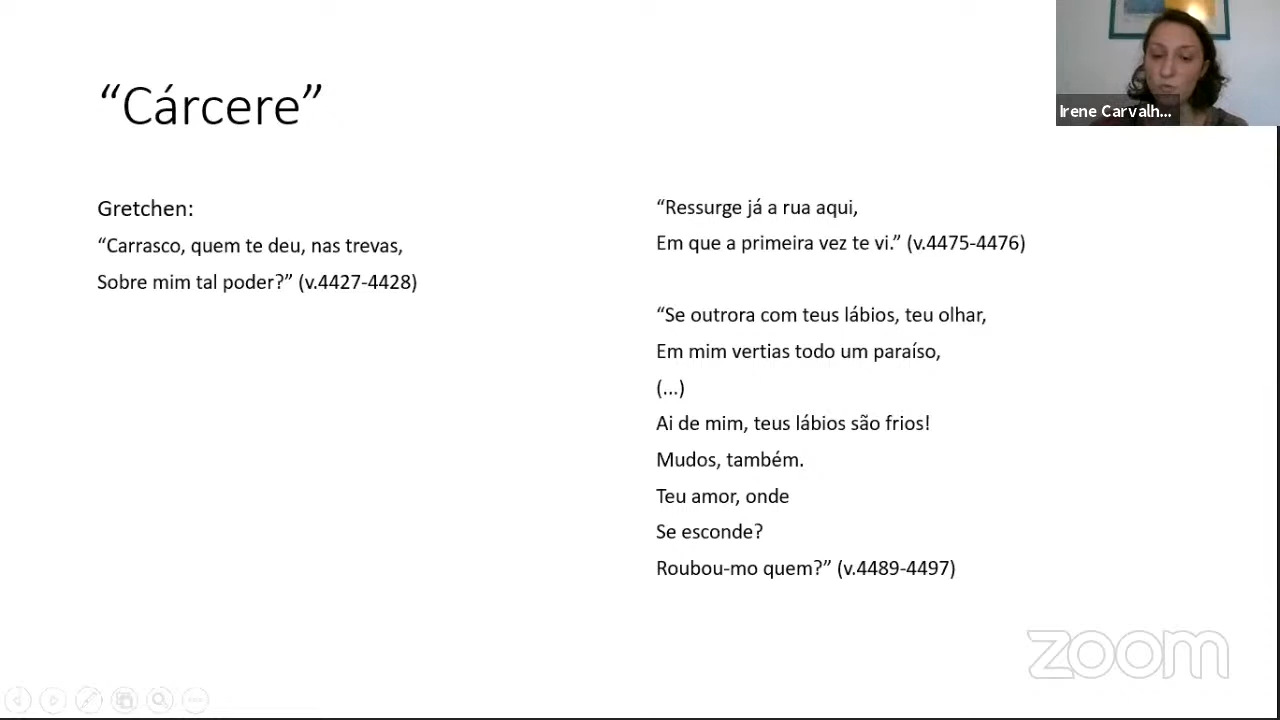 “Cárcere”
Irene Carvalh...
Gretchen:
“Carrasco, quem te deu, nas trevas,
Sobre mim tal poder?” (v.4427-4428)
“Ressurge já a rua aqui,
Em que a primeira vez te vi.” (v.4475-4476)
“Se outrora com teus lábios, teu olhar,
Em mim vertias todo um paraíso,
(...)
Ai de mim, teus lábios são frios!
Mudos, também.
Teu amor, onde
Se esconde?
Roubou-mo quem?” (v.4489-4497)
zoom